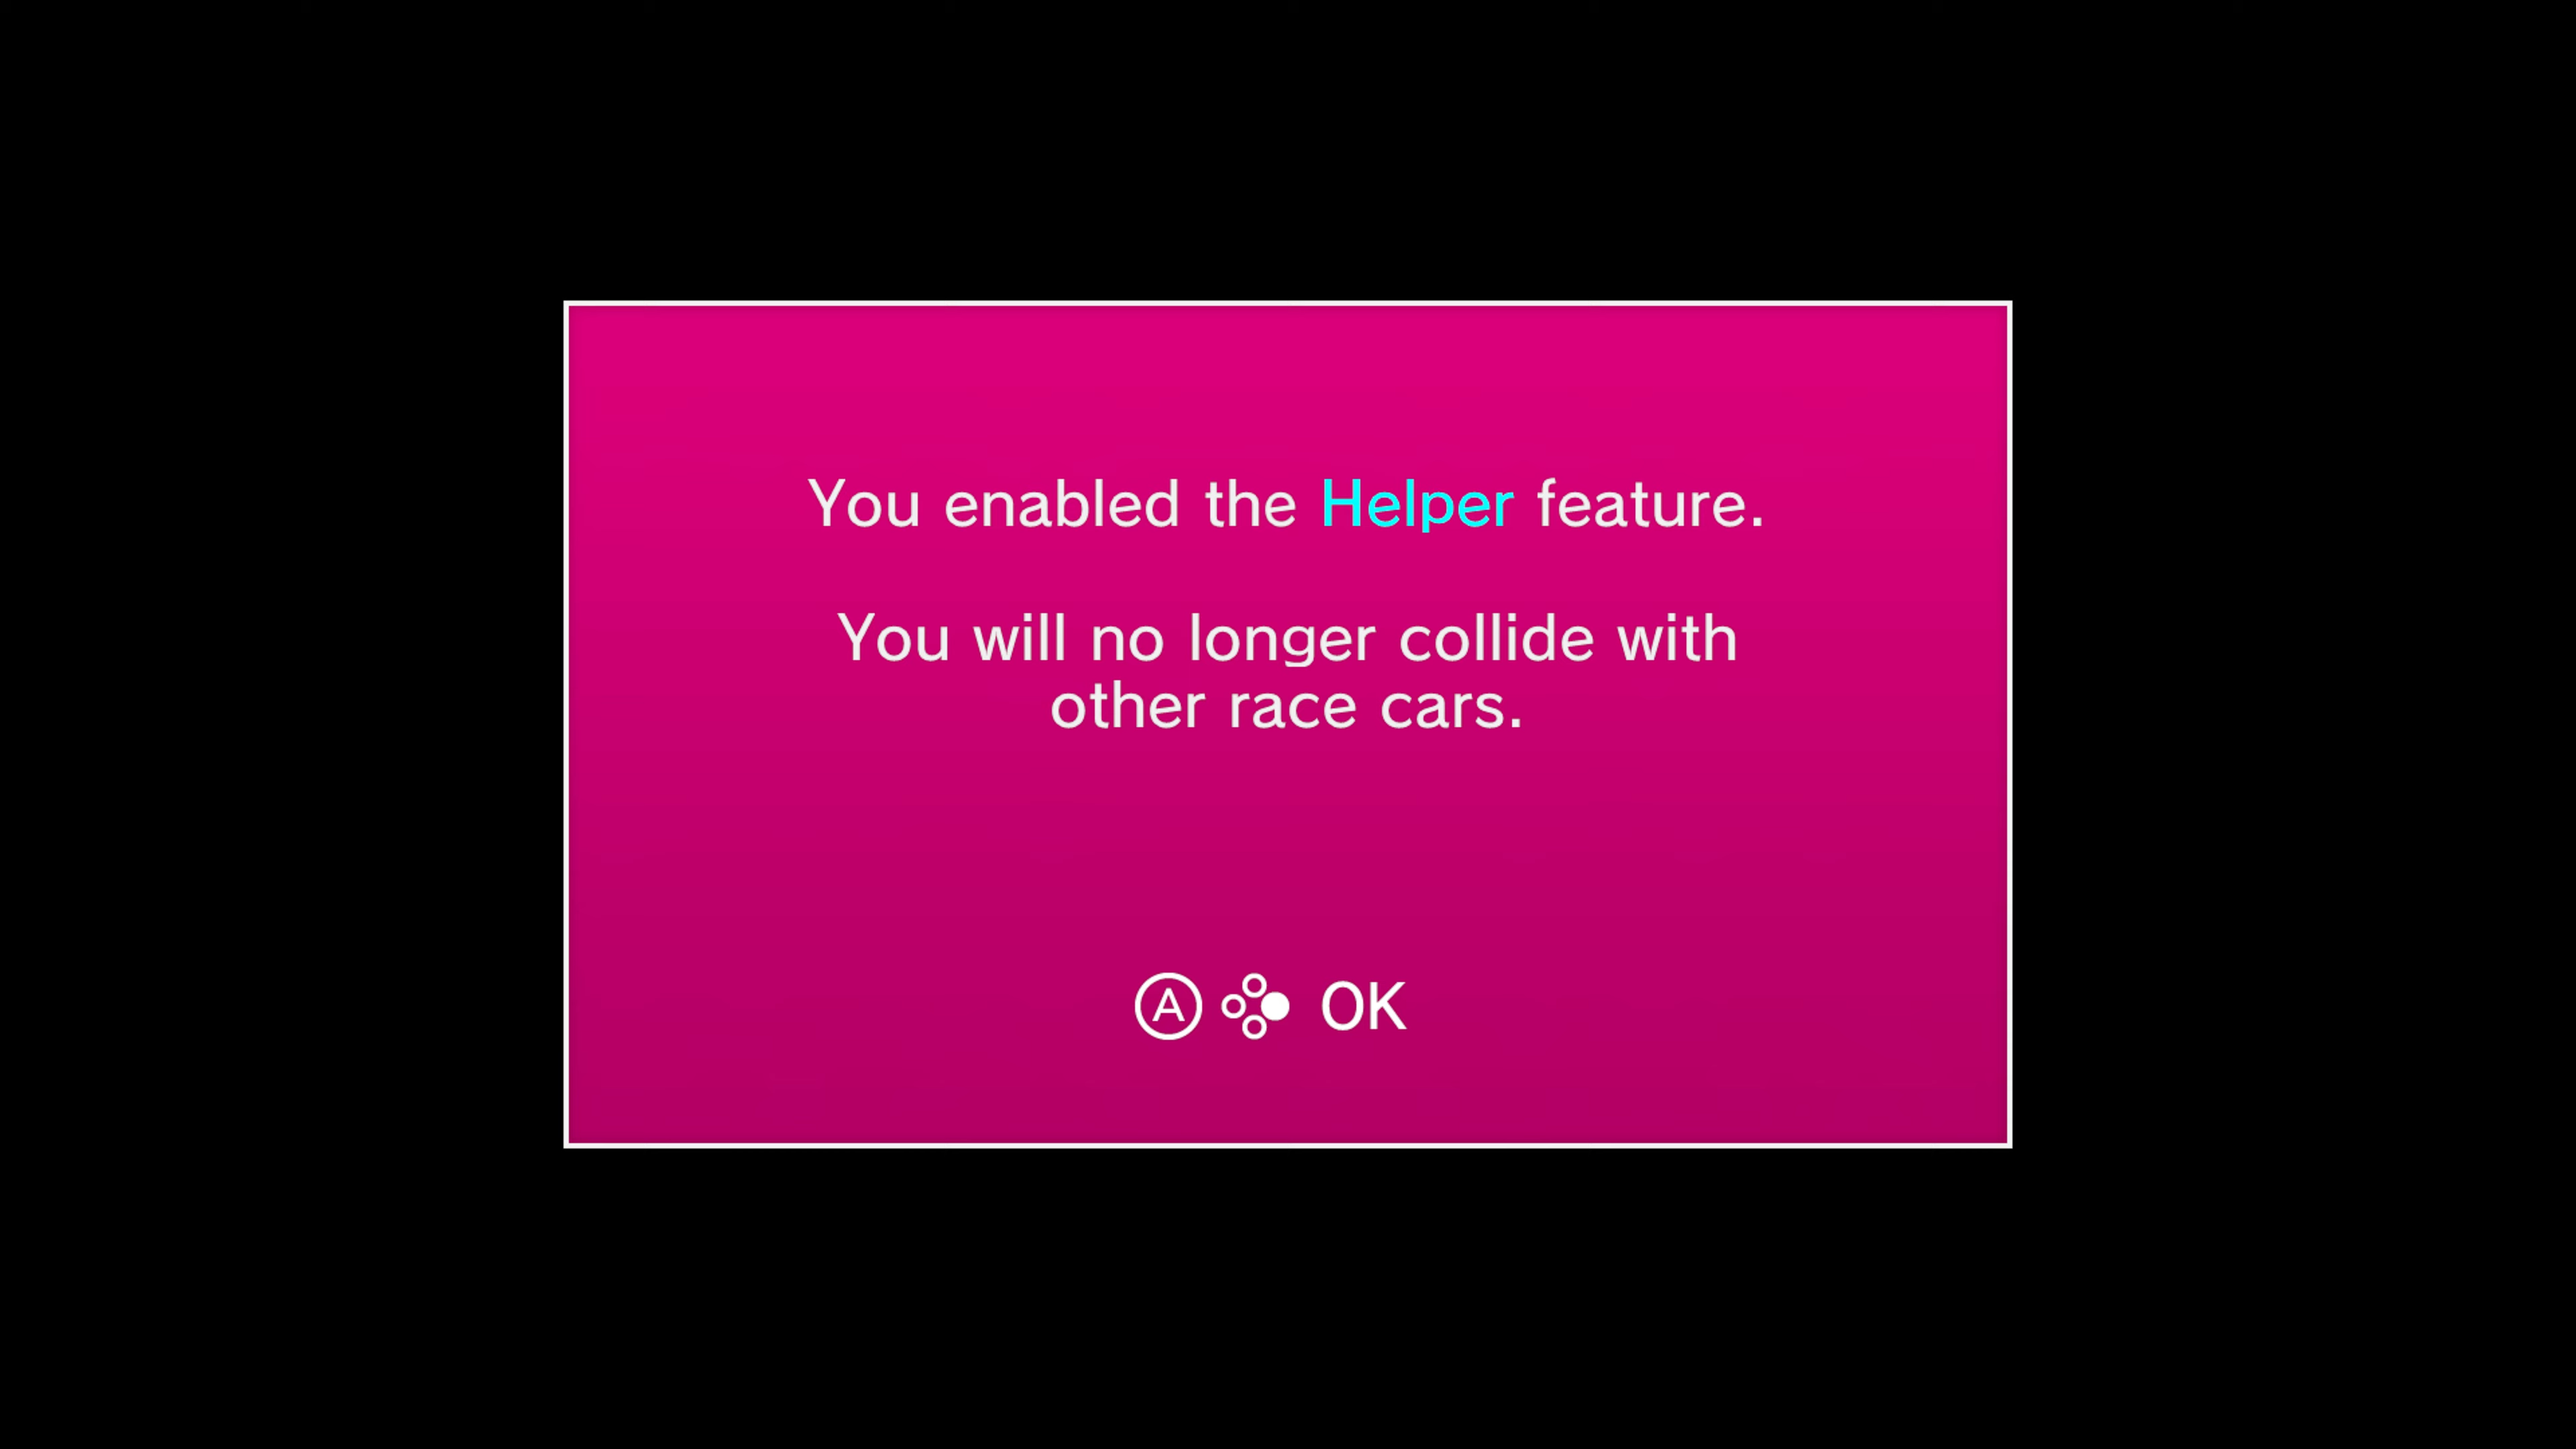 You enabled the Helper feature.
You will no longer collide with
other race cars.
A OK